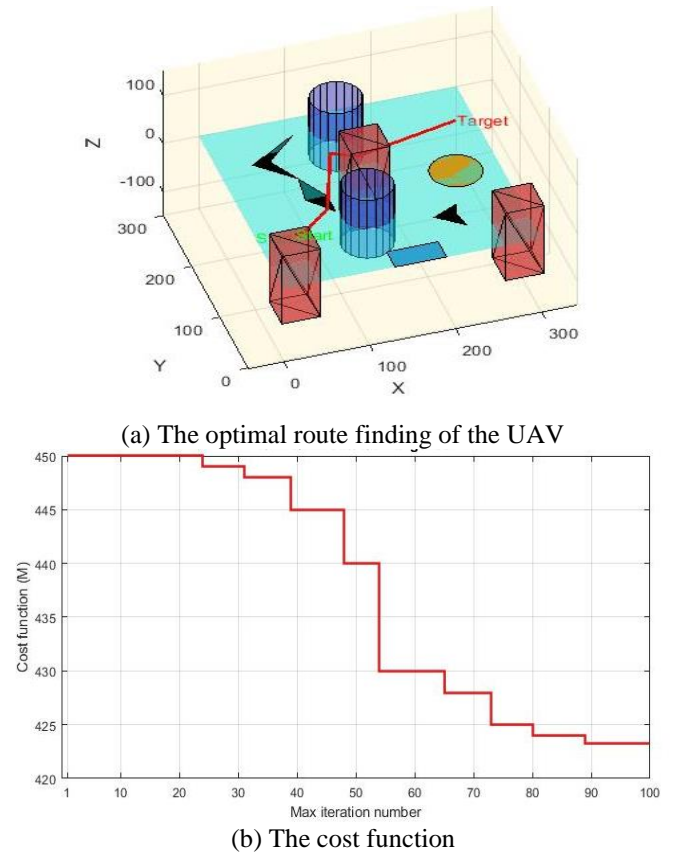 100
0
-100
Z
300
200
100
0
Y
0
100
200
300
X
Target
S Start
(a) The optimal route finding of the UAV
450
445
440
435
430
425
420
Cost function (M)
1 10 20 30 40 50 60 70 80 90 100
Max iteration number
(b) The cost function